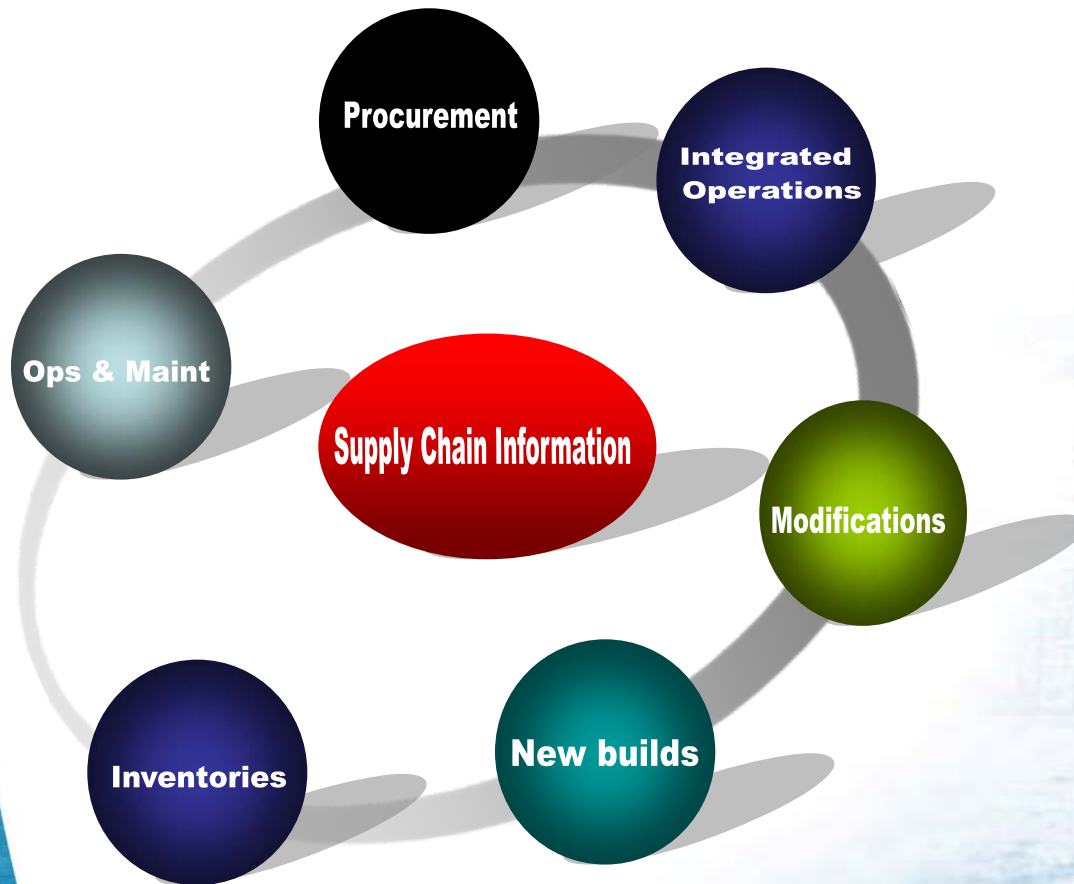 Procurement
Integrated
Operations
Ops & Maint
Supply Chain Information
Modifications
New builds
Inventories